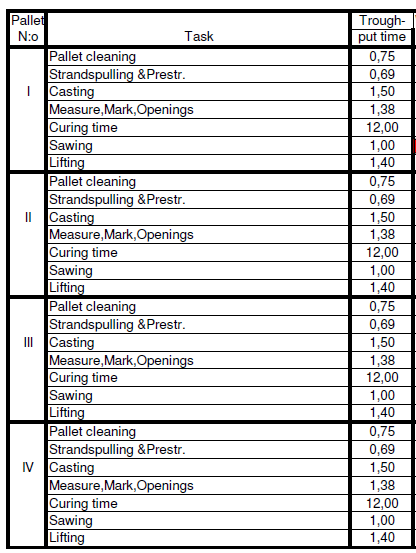 Pallet Trough-
N:o Task put time
Pallet cleaning 0,75
Strandspulling &Prestr. 0,69
I Casting 1,50
Measure,Mark,Openings 1,38
Curing time 12,00
Sawing 1,00
Lifting 1,40
Pallet cleaning 0,75
Strandspulling &Prestr. 0,69
II Casting 1,50
Measure,Mark,Openings 1,38
Curing time 12,00
Sawing 1,00
Lifting 1,40
Pallet cleaning 0,75
Strandspulling &Prestr. 0,69
III Casting 1,50
Measure,Mark,Openings 1,38
Curing time 12,00
Sawing 1,00
Lifting 1,40
Pallet cleaning 0,75
Strandspulling &Prestr. 0,69
IV Casting 1,50
Measure,Mark,Openings 1,38
Curing time 12,00
Sawing 1,00
Lifting 1,40